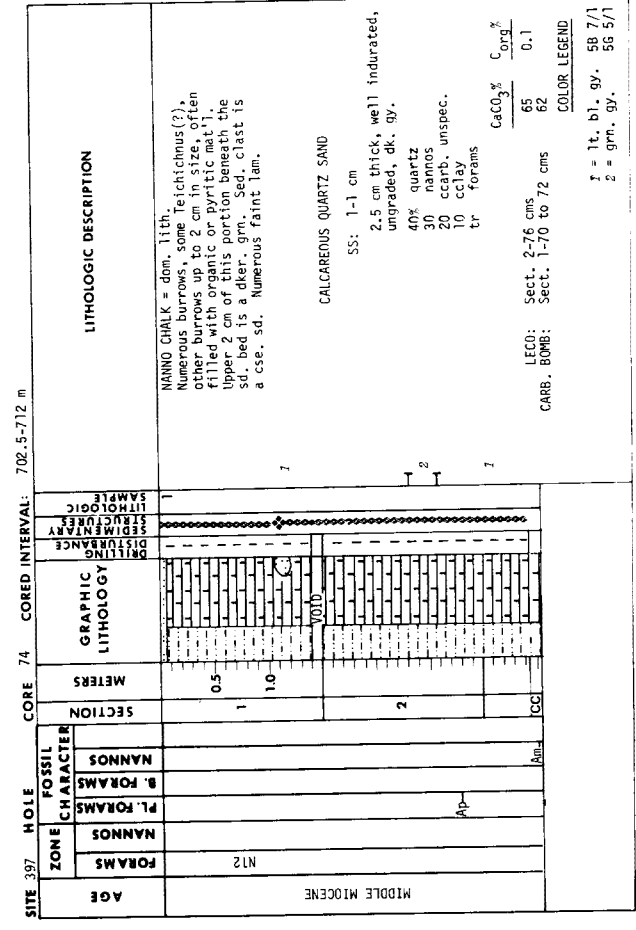 SITE 397 HOLE CORE 74 CORED INTERVAL: 702.5-712 m
AGE
ZONE
FORAMS
NANNOS
FOSSIL CHARACTER
PL. FORAMS
B. FORAMS
NANNOS
SECTION
METERS
GRAPHIC LITHOLOGY
DRILLING DISTURBANCE
SEDIMENTARY STRUCTURES
LITHOLOGIC SAMPLE
LITHOLOGIC DESCRIPTION
MIDDLE MIOCENE
N12
Ap
Am
1
0.5
1.0
2
CC
VOID
1
2
1
NANNO CHALK = dom. lith.
Numerous burrows, some Teichichnus(?),
other burrows up to 2 cm in size, often
filled with organic or pyritic mat'l.
Upper 2 cm of this portion beneath the
sd. bed is a dker. grn. Sed. clast is
a cse. sd. Numerous faint lam.
CALCAREOUS QUARTZ SAND
SS: 1-1 cm
2.5 cm thick, well indurated,
ungraded, dk. gy.
40% quartz
30 nannos
20 ccarb. unspec.
10 cclay
tr forams
CaCO3% Corg%
LECO: Sect. 2-76 cms 65 0.1
CARB. BOMB: Sect. 1-70 to 72 cms 62
COLOR LEGEND
1 = lt. bl. gy. 5B 7/1
2 = grn. gy. 5G 5/1